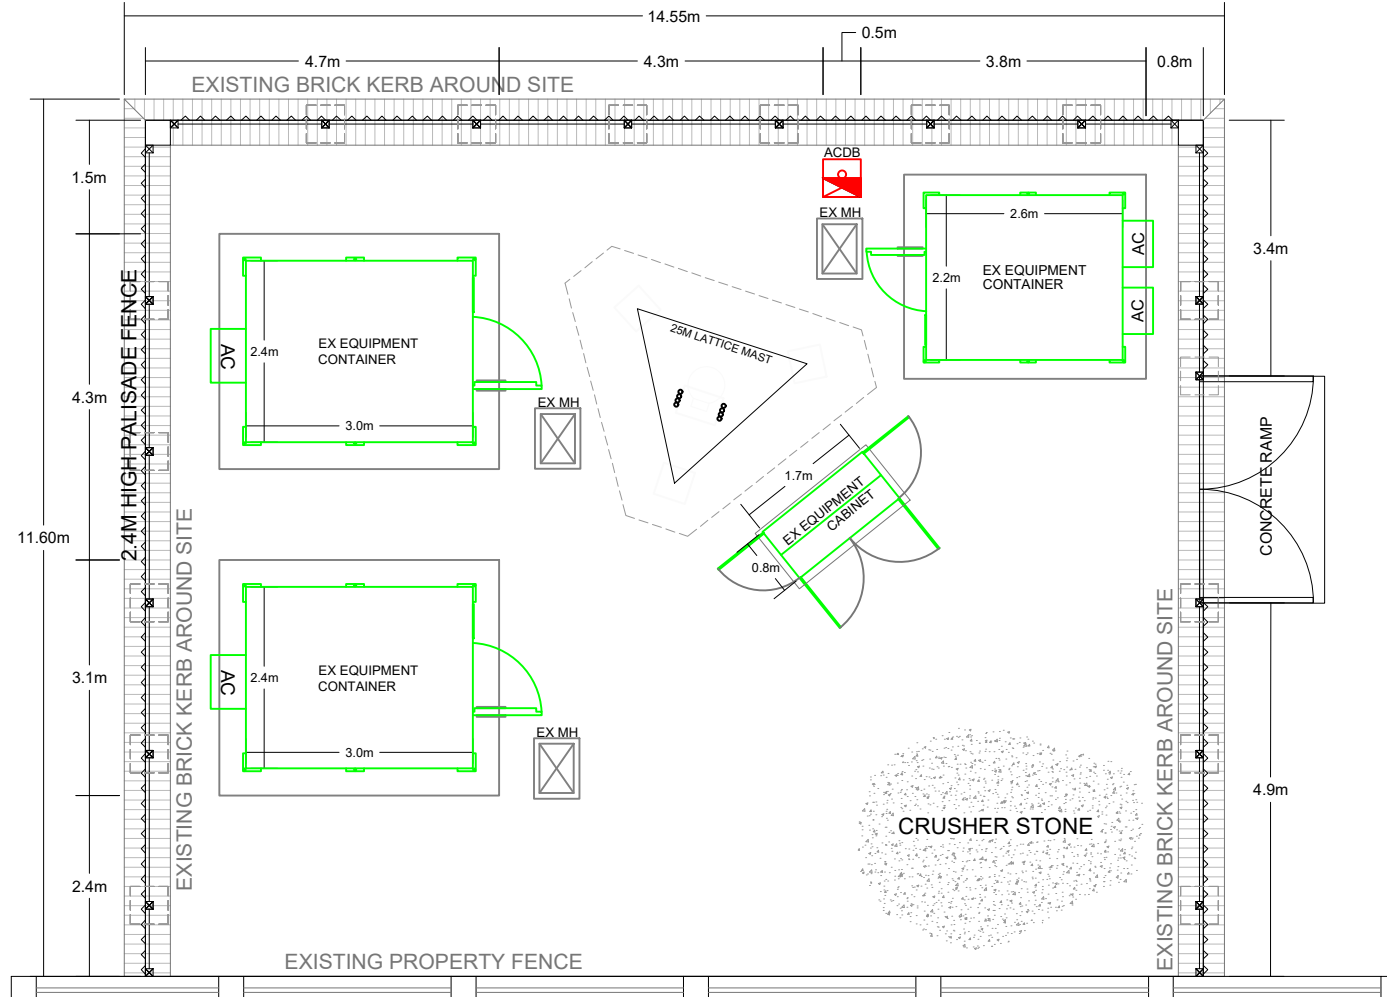 14.55m
0.5m
4.7m
4.3m
3.8m
0.8m
EXISTING BRICK KERB AROUND SITE
ACDB
1.5m
EX MH
2.6m
AC
3.4m
EX EQUIPMENT
CONTAINER
2.2m
AC
2.4M HIGH PALISADE FENCE
25M LATTICE MAST
AC
2.4m
EX EQUIPMENT
CONTAINER
4.3m
EX MH
3.0m
CONCRETE RAMP
1.7m
EX EQUIPMENT
CABINET
0.8m
11.60m
EXISTING BRICK KERB AROUND SITE
EXISTING BRICK KERB AROUND SITE
3.1m
AC
2.4m
EX EQUIPMENT
CONTAINER
EX MH
3.0m
4.9m
CRUSHER STONE
2.4m
EXISTING PROPERTY FENCE